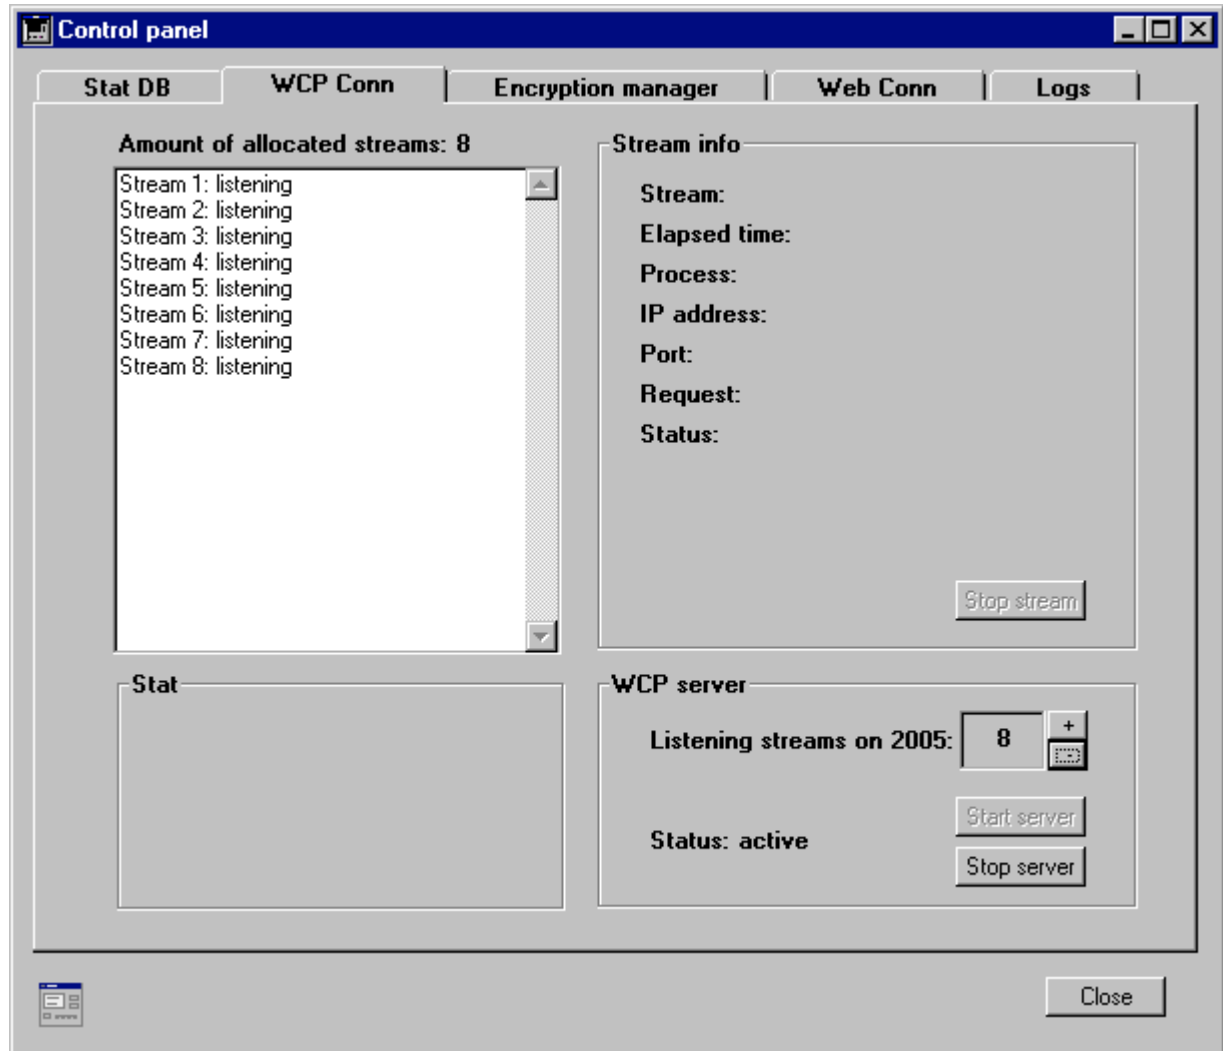 Control panel
Stat DB
WCP Conn
Encryption manager
Web Conn
Logs
Amount of allocated streams: 8
Stream 1: listening
Stream 2: listening
Stream 3: listening
Stream 4: listening
Stream 5: listening
Stream 6: listening
Stream 7: listening
Stream 8: listening
Stream info
Stream:
Elapsed time:
Process:
IP address:
Port:
Request:
Status:
Stop stream
Stat
WCP server
Listening streams on 2005:
8
+
-
Status: active
Start server
Stop server
Close